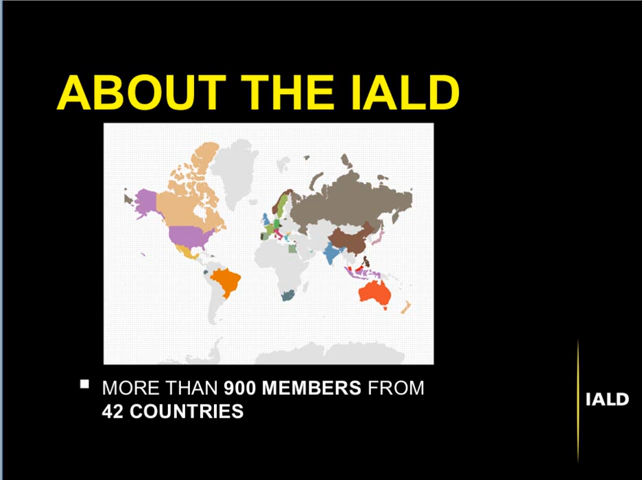 ABOUT THE IALD
MORE THAN 900 MEMBERS FROM
42 COUNTRIES
IALD